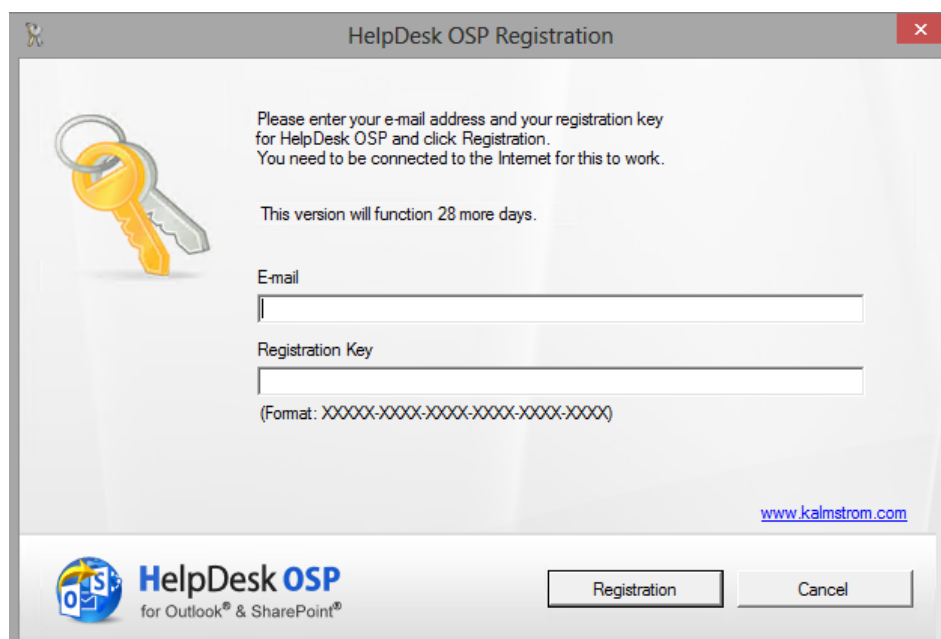 HelpDesk OSP Registration
Please enter your e-mail address and your registration key
for HelpDesk OSP and click Registration.
You need to be connected to the Internet for this to work.
This version will function 28 more days.
E-mail
Registration Key
(Format: XXXXX-XXXX-XXXX-XXXX-XXXX-XXXX)
www.kalmstrom.com
HelpDesk OSP
for Outlook® & SharePoint®
Registration
Cancel